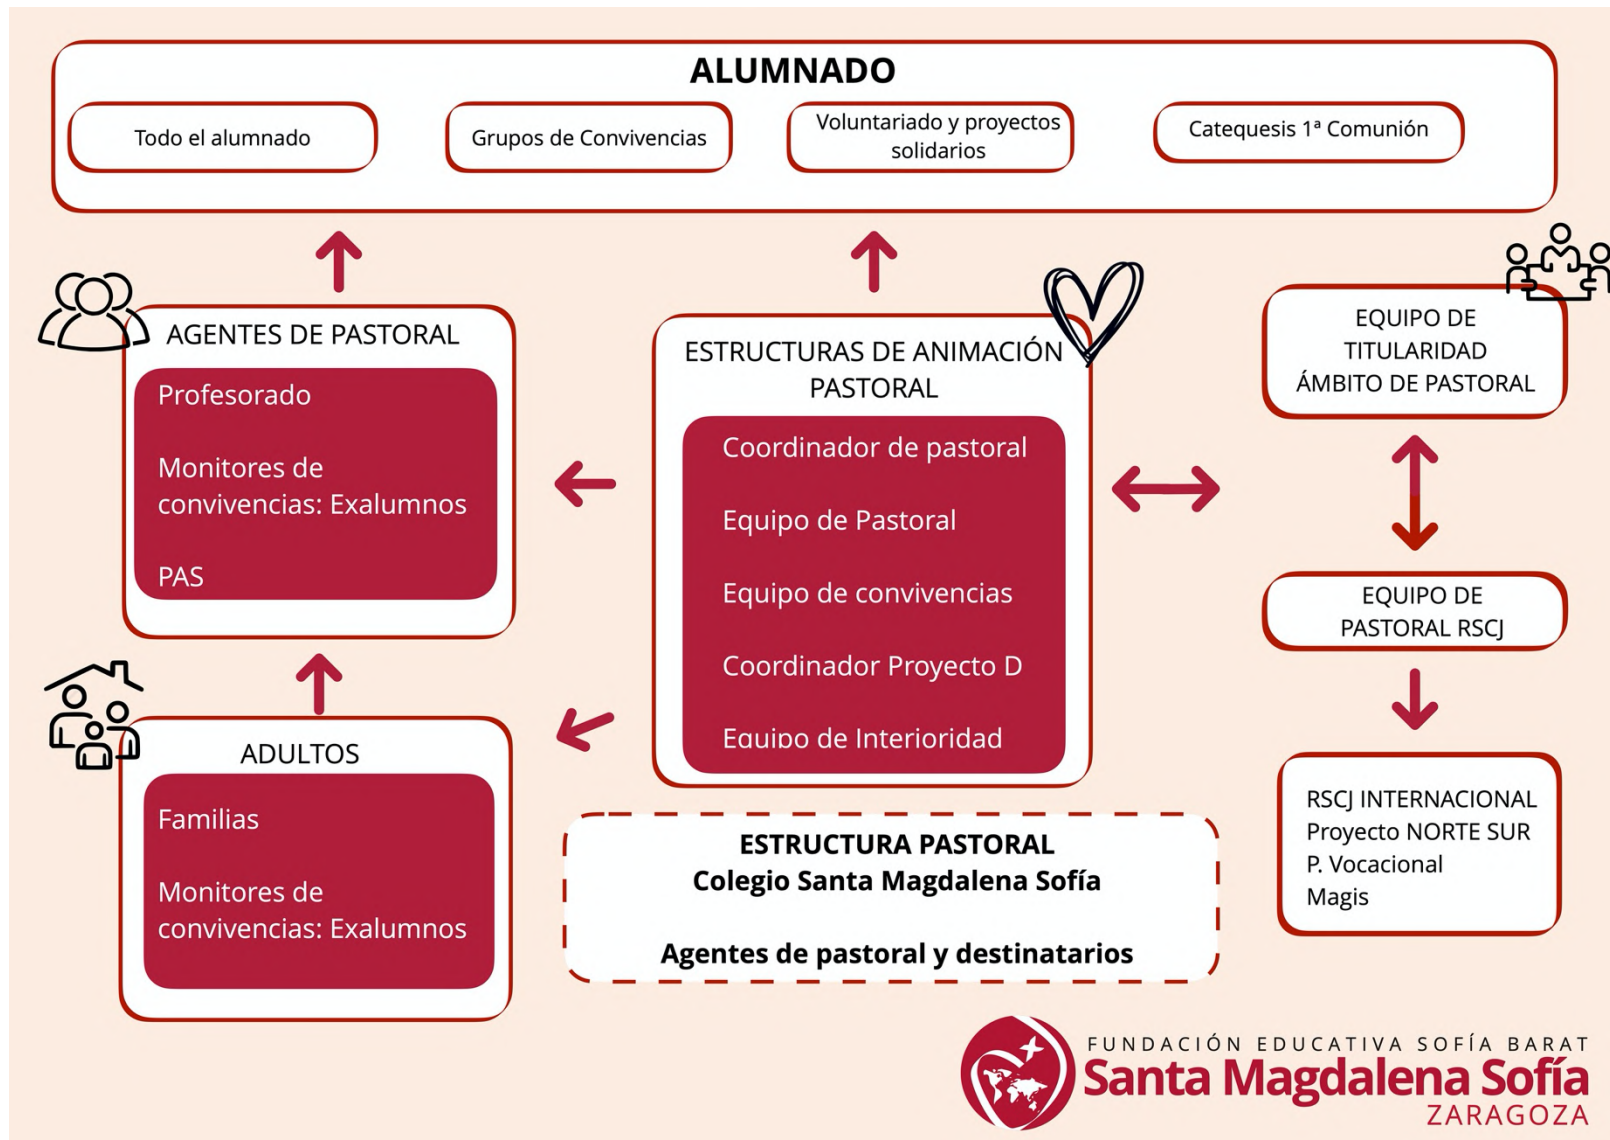 ALUMNADO
Todo el alumnado
Grupos de Convivencias
Voluntariado y proyectos
solidarios
Catequesis 1ª Comunión
AGENTES DE PASTORAL
Profesorado
Monitores de
convivencias: Exalumnos
PAS
ESTRUCTURAS DE ANIMACIÓN
PASTORAL
Coordinador de pastoral
Equipo de Pastoral
Equipo de convivencias
Coordinador Proyecto D
Equipo de Interioridad
EQUIPO DE
TITULARIDAD
ÁMBITO DE PASTORAL
EQUIPO DE
PASTORAL RSCJ
RSCJ INTERNACIONAL
Proyecto NORTE SUR
P. Vocacional
Magis
ADULTOS
Familias
Monitores de
convivencias: Exalumnos
ESTRUCTURA PASTORAL
Colegio Santa Magdalena Sofía
Agentes de pastoral y destinatarios
FUNDACIÓN EDUCATIVA SOFÍA BARAT
Santa Magdalena Sofía
ZARAGOZA